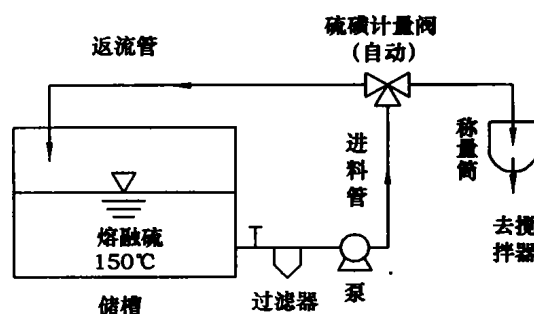 硫磺计量阀
(自动)
返流管
进
料
管
称
量
筒
熔融硫
150℃
去搅
拌器
储槽
过滤器
泵